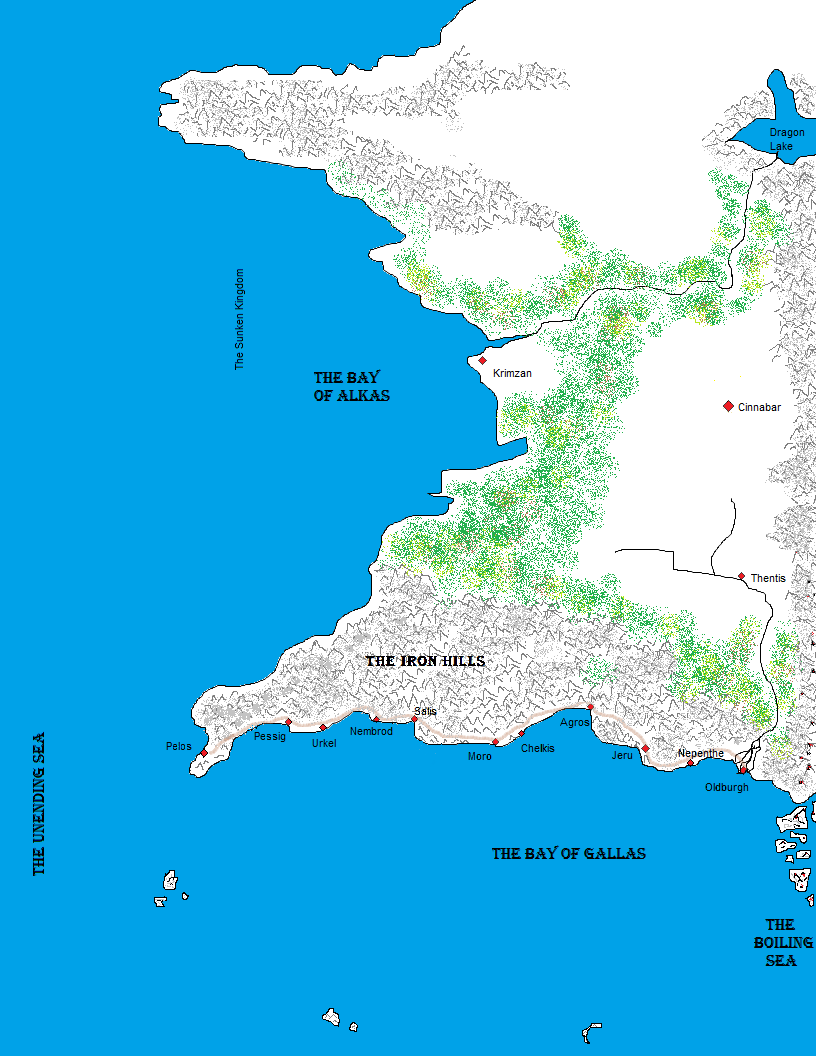 Dragon
Lake
The Sunken Kingdom
THE BAY
OF ALKAS
Krimzan
Cinnabar
Thentis
THE IRON HILLS
Salis
Pelos
Pessig
Urkel
Nembrod
Moro
Chelkis
Agros
Jeru
Nepenthe
Oldburgh
THE UNENDING SEA
THE BAY OF GALLAS
THE
BOILING
SEA